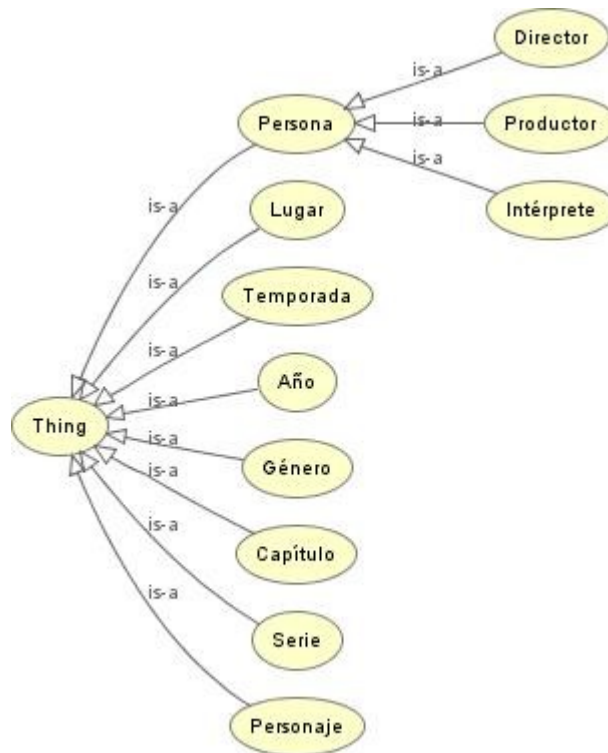 Director
is-a
Persona
is-a
Productor
is-a
Intérprete
is-a
Lugar
is-a
Temporada
is-a
Año
is-a
Thing
is-a
Género
is-a
Capítulo
is-a
Serie
is-a
Personaje